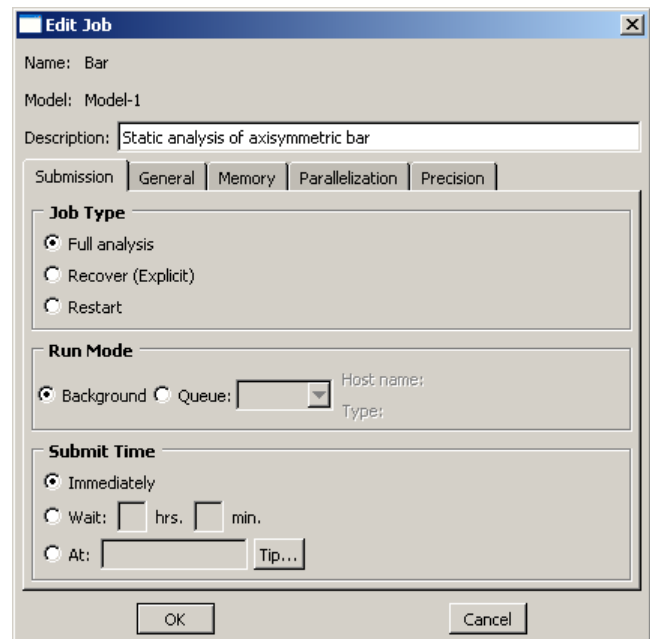 Edit Job
Name: Bar
Model: Model-1
Description: Static analysis of axisymmetric bar
Submission General Memory Parallelization Precision
Job Type
Full analysis
Recover (Explicit)
Restart
Run Mode
Background Queue: Host name:
Type:
Submit Time
Immediately
Wait: hrs. min.
At: Tip...
OK Cancel